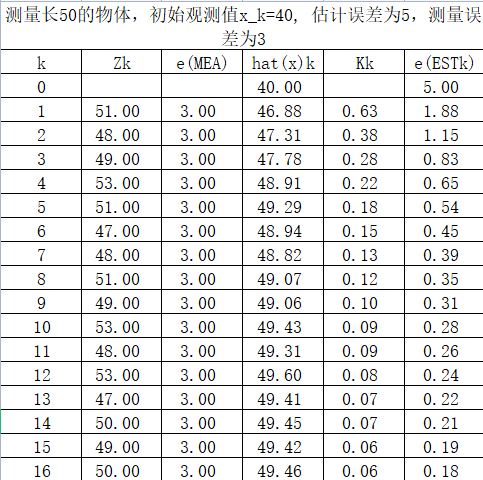 测量长50的物体，初始观测值x_k=40, 估计误差为5，测量误
差为3
k Zk e(MEA) hat(x)k Kk e(ESTk)
0 40.00 5.00
1 51.00 3.00 46.88 0.63 1.88
2 48.00 3.00 47.31 0.38 1.15
3 49.00 3.00 47.78 0.28 0.83
4 53.00 3.00 48.91 0.22 0.65
5 51.00 3.00 49.29 0.18 0.54
6 47.00 3.00 48.94 0.15 0.45
7 48.00 3.00 48.82 0.13 0.39
8 51.00 3.00 49.07 0.12 0.35
9 49.00 3.00 49.06 0.10 0.31
10 53.00 3.00 49.43 0.09 0.28
11 48.00 3.00 49.31 0.09 0.26
12 53.00 3.00 49.60 0.08 0.24
13 47.00 3.00 49.41 0.07 0.22
14 50.00 3.00 49.45 0.07 0.21
15 49.00 3.00 49.42 0.06 0.19
16 50.00 3.00 49.46 0.06 0.18